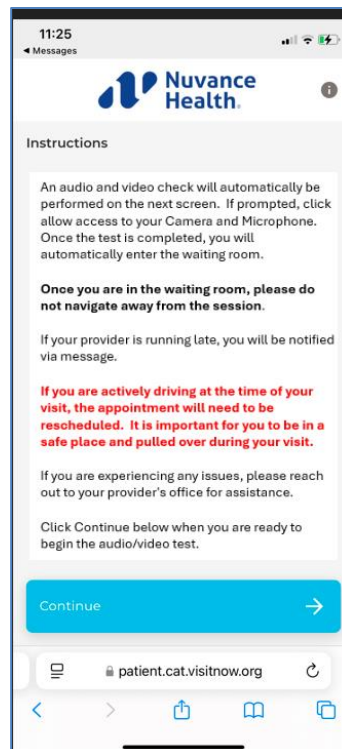 11:25
◀ Messages
Nuvance
Health.
Instructions
An audio and video check will automatically be
performed on the next screen. If prompted, click
allow access to your Camera and Microphone.
Once the test is completed, you will
automatically enter the waiting room.
Once you are in the waiting room, please do
not navigate away from the session.
If your provider is running late, you will be notified
via message.
If you are actively driving at the time of your
visit, the appointment will need to be
rescheduled. It is important for you to be in a
safe place and pulled over during your visit.
If you are experiencing any issues, please reach
out to your provider's office for assistance.
Click Continue below when you are ready to
begin the audio/video test.
Continue
patient.cat.visitnow.org